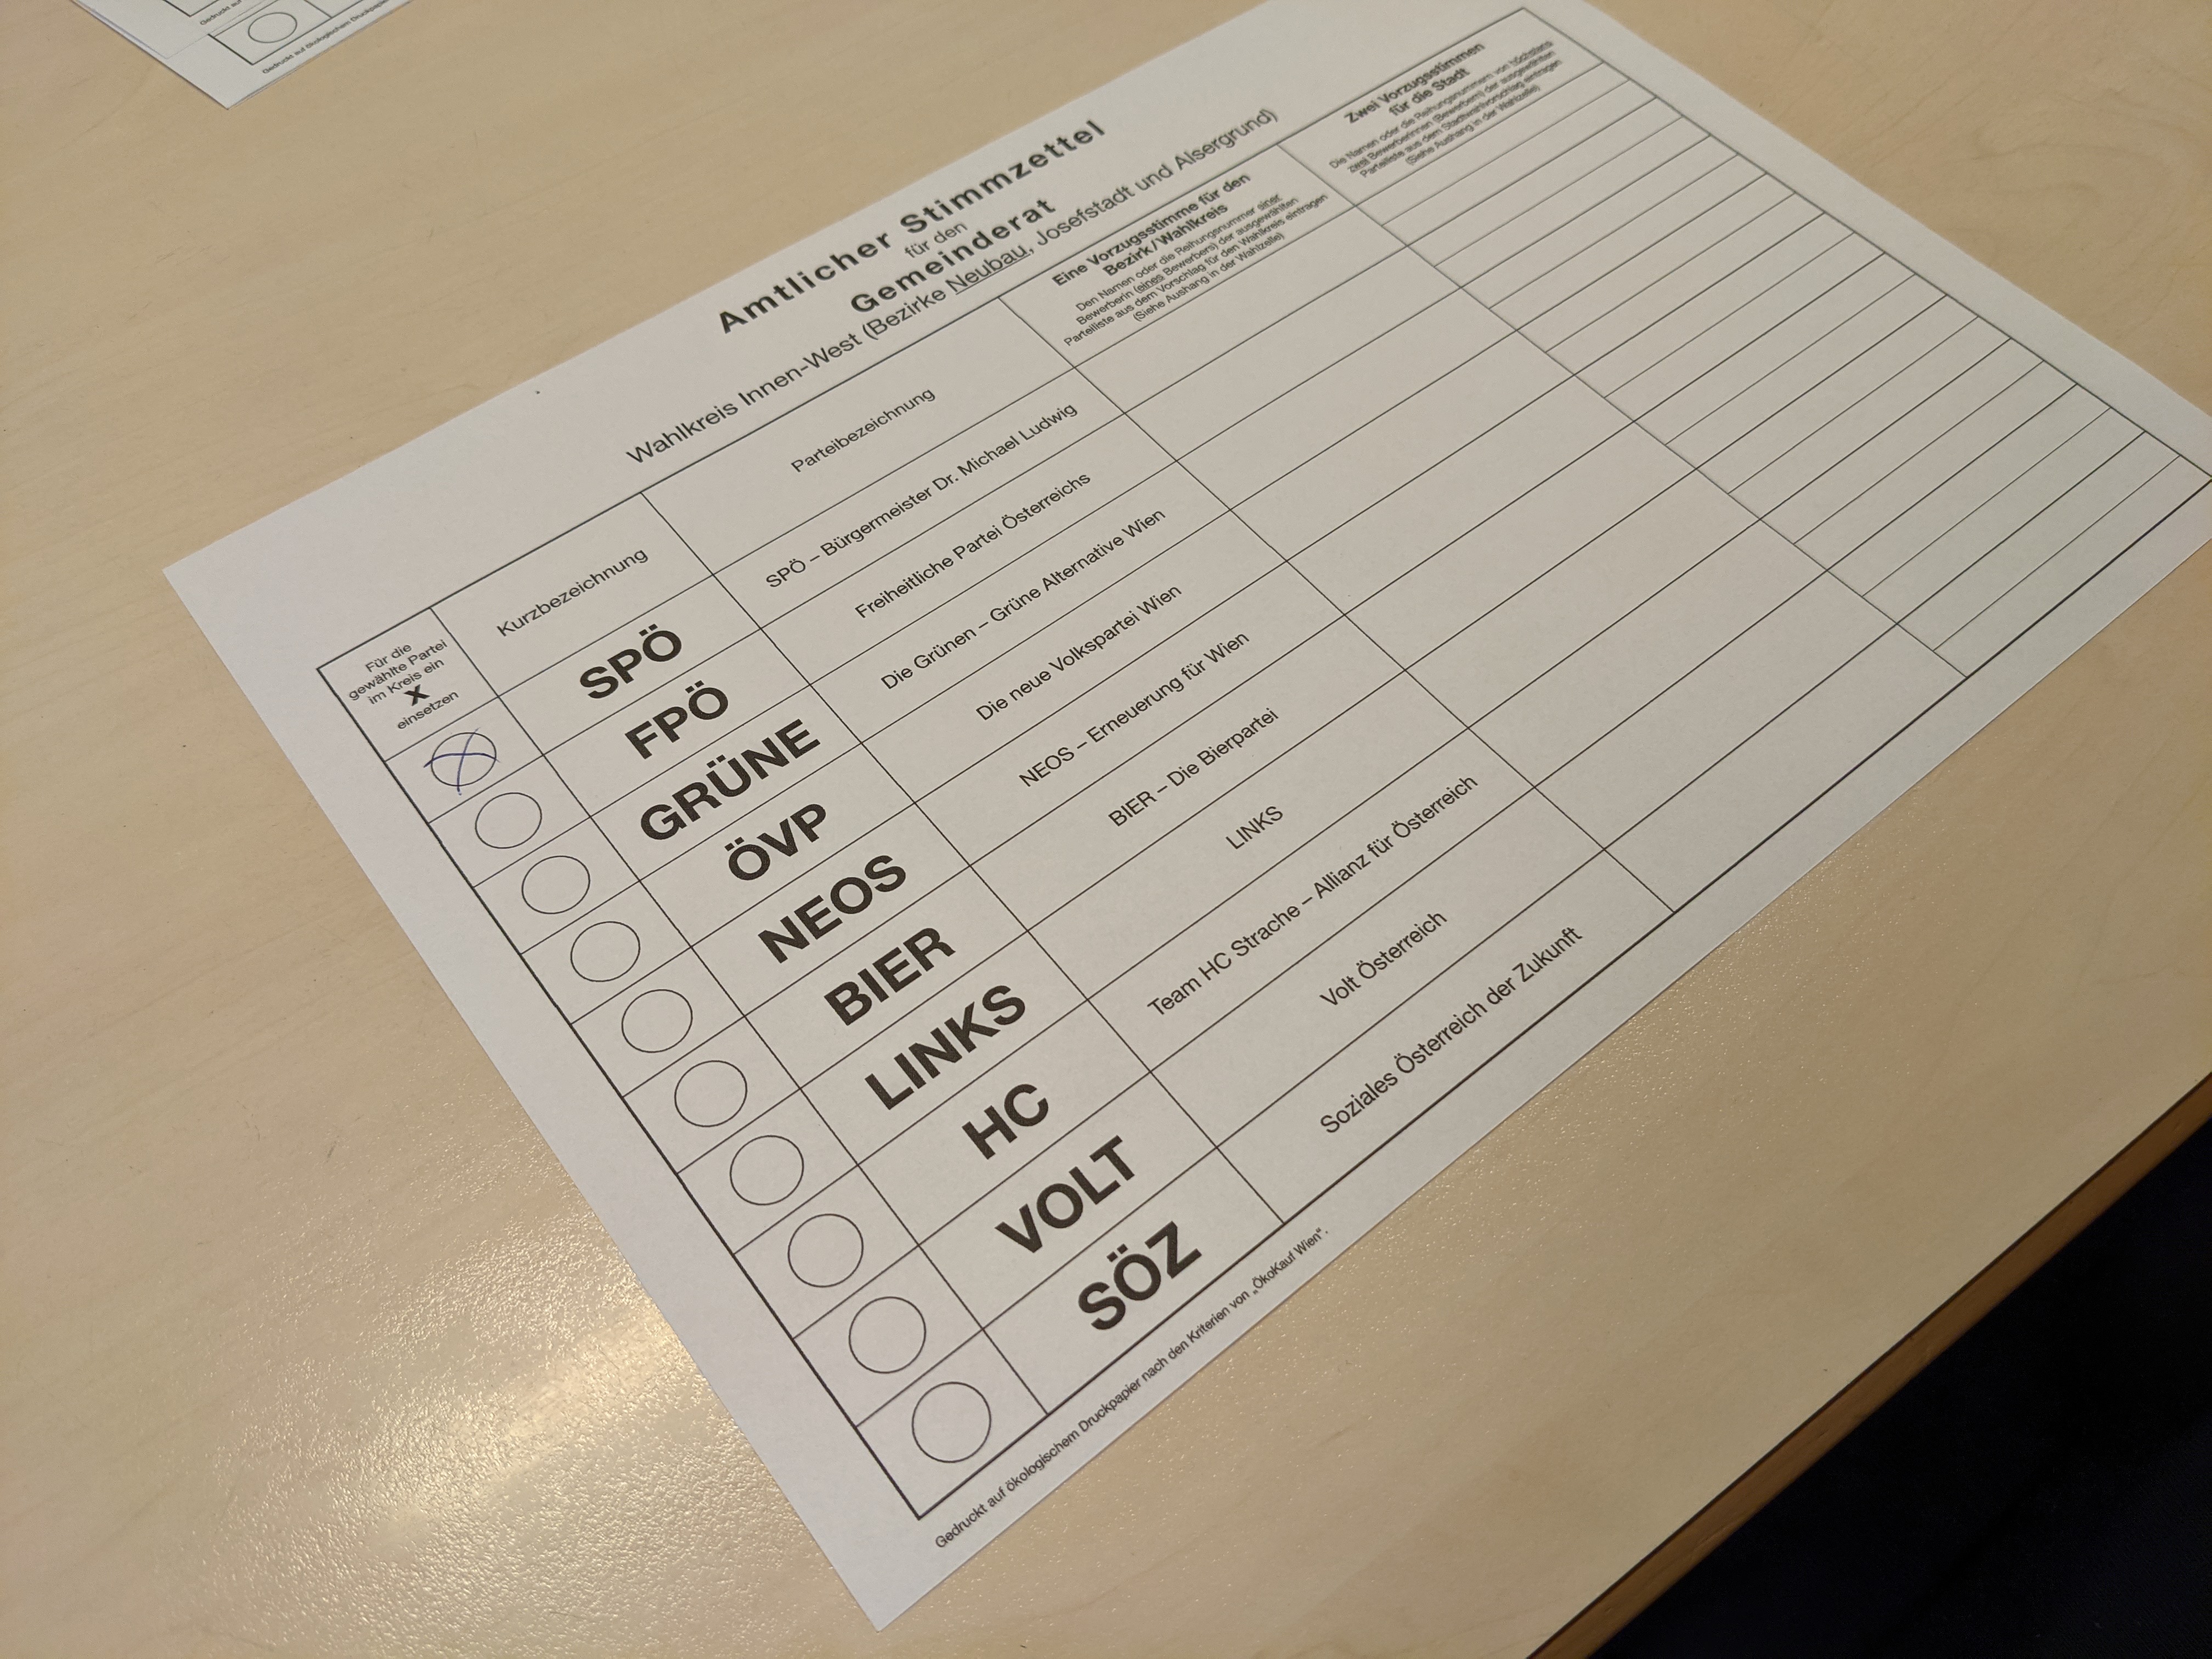 Gedruckt auf
Gedruckt auf ökologischem Druckpapier
Amtlicher Stimmzettel
für den
Gemeinderat
Wahlkreis Innen-West (Bezirke Neubau, Josefstadt und Alsergrund)
Für die
gewählte Partei
im Kreis ein
X
einsetzen
Kurzbezeichnung
Parteibezeichnung
Eine Vorzugsstimme für den
Bezirk/Wahlkreis
Den Namen oder die Reihungsnummer einer
Bewerberin (eines Bewerbers) der ausgewählten
Parteiliste aus dem Vorschlag für den Wahlkreis eintragen
(Siehe Aushang in der Wahlzelle)
Zwei Vorzugsstimmen
für die Stadt
Die Namen oder die Reihungsnummern von höchstens
zwei Bewerberinnen (Bewerbern) der ausgewählten
Parteiliste aus dem Stadtwahlvorschlag eintragen
(Siehe Aushang in der Wahlzelle)
X SPÖ SPÖ – Bürgermeister Dr. Michael Ludwig
FPÖ Freiheitliche Partei Österreichs
GRÜNE Die Grünen – Grüne Alternative Wien
ÖVP Die neue Volkspartei Wien
NEOS NEOS – Erneuerung für Wien
BIER BIER – Die Bierpartei
LINKS LINKS
HC Team HC Strache – Allianz für Österreich
VOLT Volt Österreich
SÖZ Soziales Österreich der Zukunft
Gedruckt auf ökologischem Druckpapier nach den Kriterien von „ÖkoKauf Wien“.